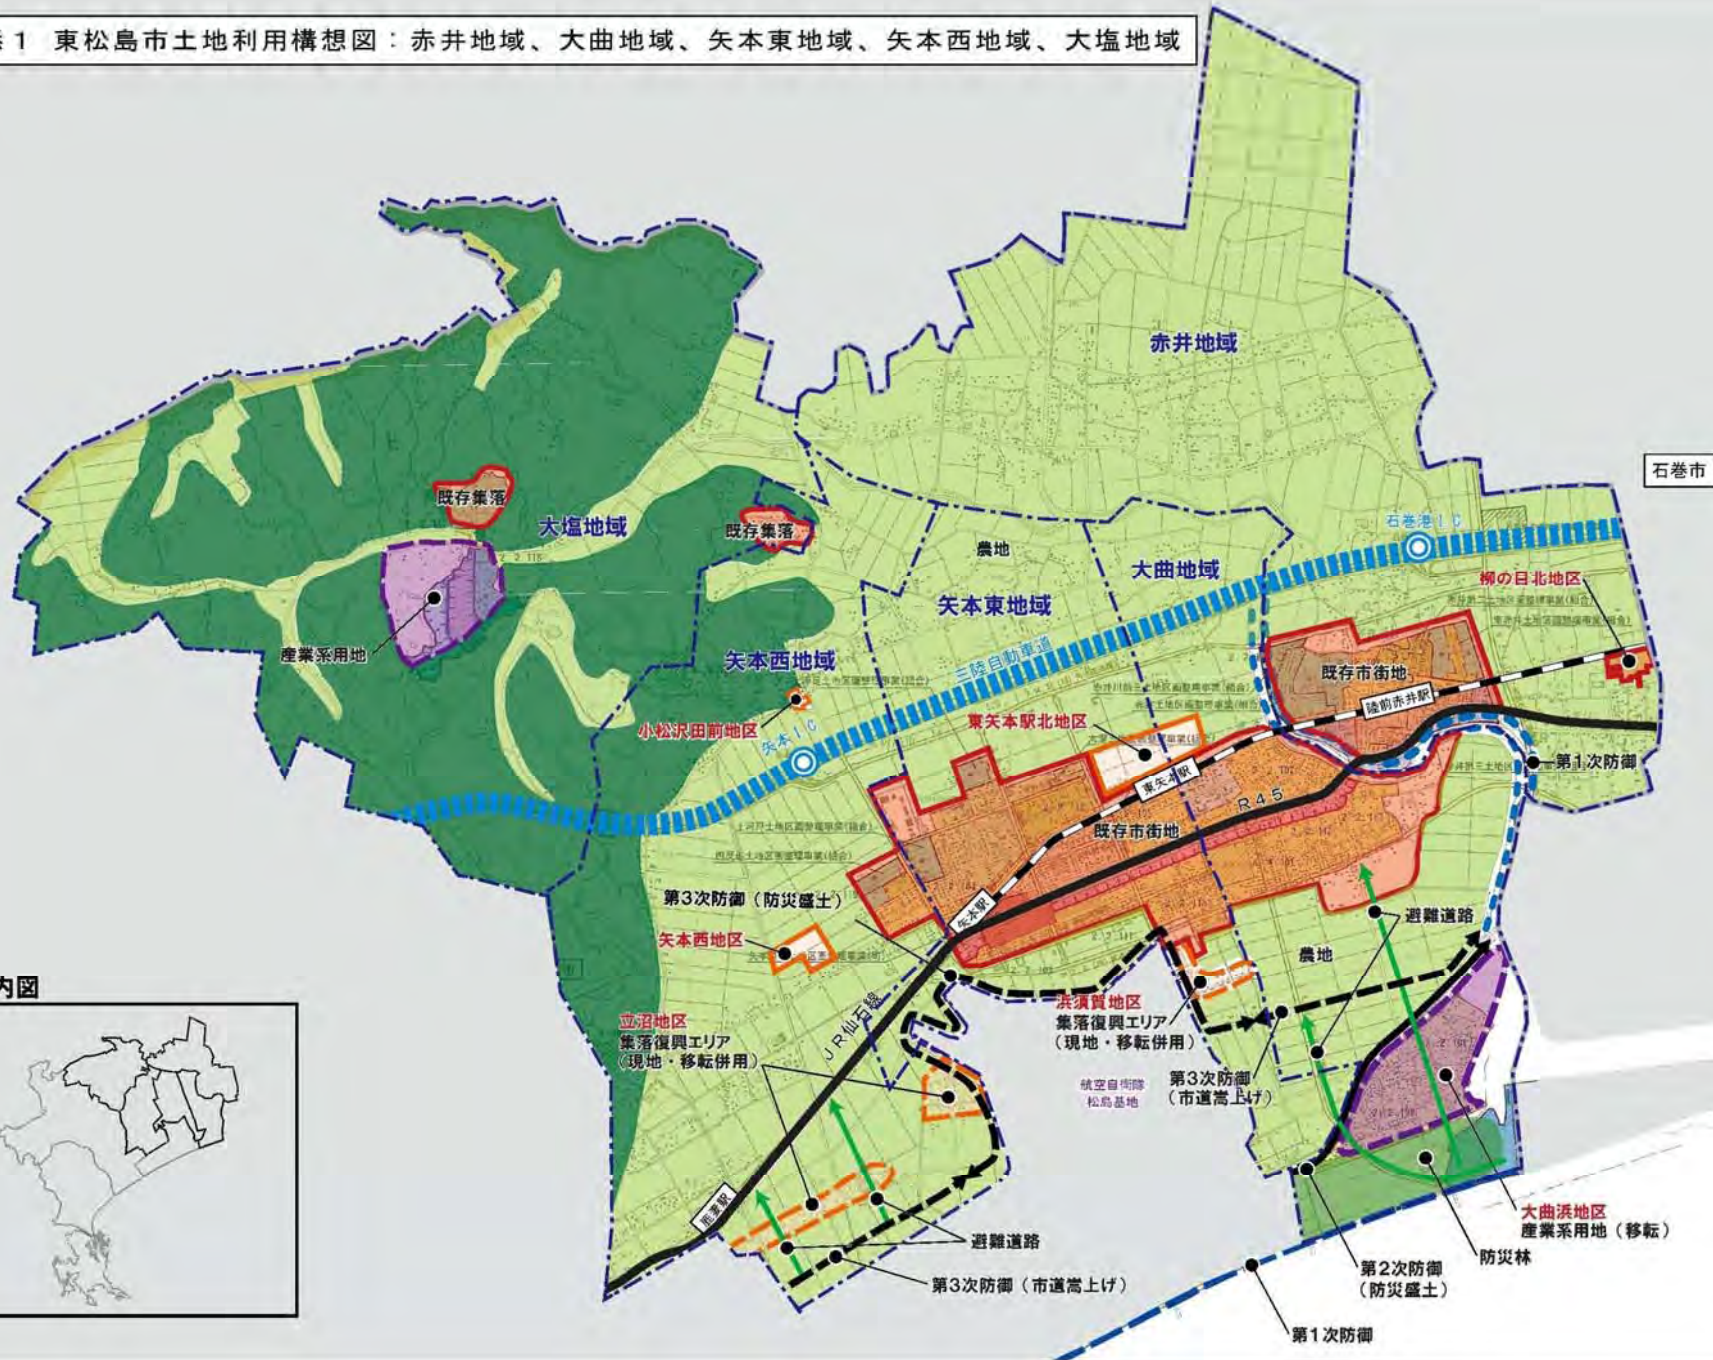 1 東松島市土地利用構想図：赤井地域、大曲地域、矢本東地域、矢本西地域、大塩地域
赤井地域
石巻市
既存集落
大塩地域
既存集落
農地
石巻港IC
大曲地域
柳の日北地区
矢本東地域
産業系用地
矢本西地域
三陸自動車道
既存市街地
陸前赤井駅
小松沢田前地区
矢本IC
東矢本駅北地区
東矢本駅
第1次防御
R45
既存市街地
第3次防御（防災盛土）
矢本駅
避難道路
矢本西地区
農地
内図
JR仙石線
浜須賀地区
集落復興エリア
（現地・移転併用）
立沼地区
集落復興エリア
（現地・移転併用）
航空自衛隊
松島基地
第3次防御
（市道嵩上げ）
大曲浜地区
産業系用地（移転）
避難道路
防災林
第3次防御（市道嵩上げ）
第2次防御
（防災盛土）
第1次防御